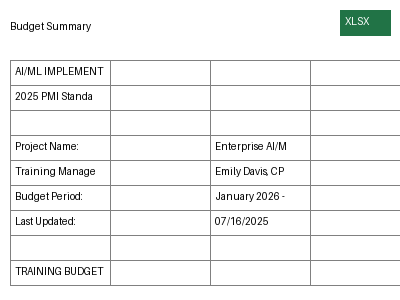 Budget Summary
XLSX
AI/ML IMPLEMENT
2025 PMI Standa
Project Name: Enterprise AI/M
Training Manage Emily Davis, CP
Budget Period: January 2026 -
Last Updated: 07/16/2025
TRAINING BUDGET